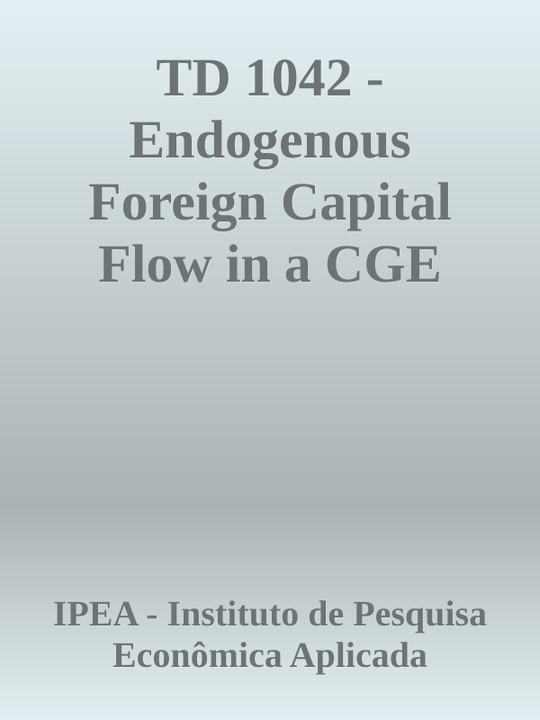 TD 1042 -
Endogenous
Foreign Capital
Flow in a CGE
IPEA - Instituto de Pesquisa
Econômica Aplicada